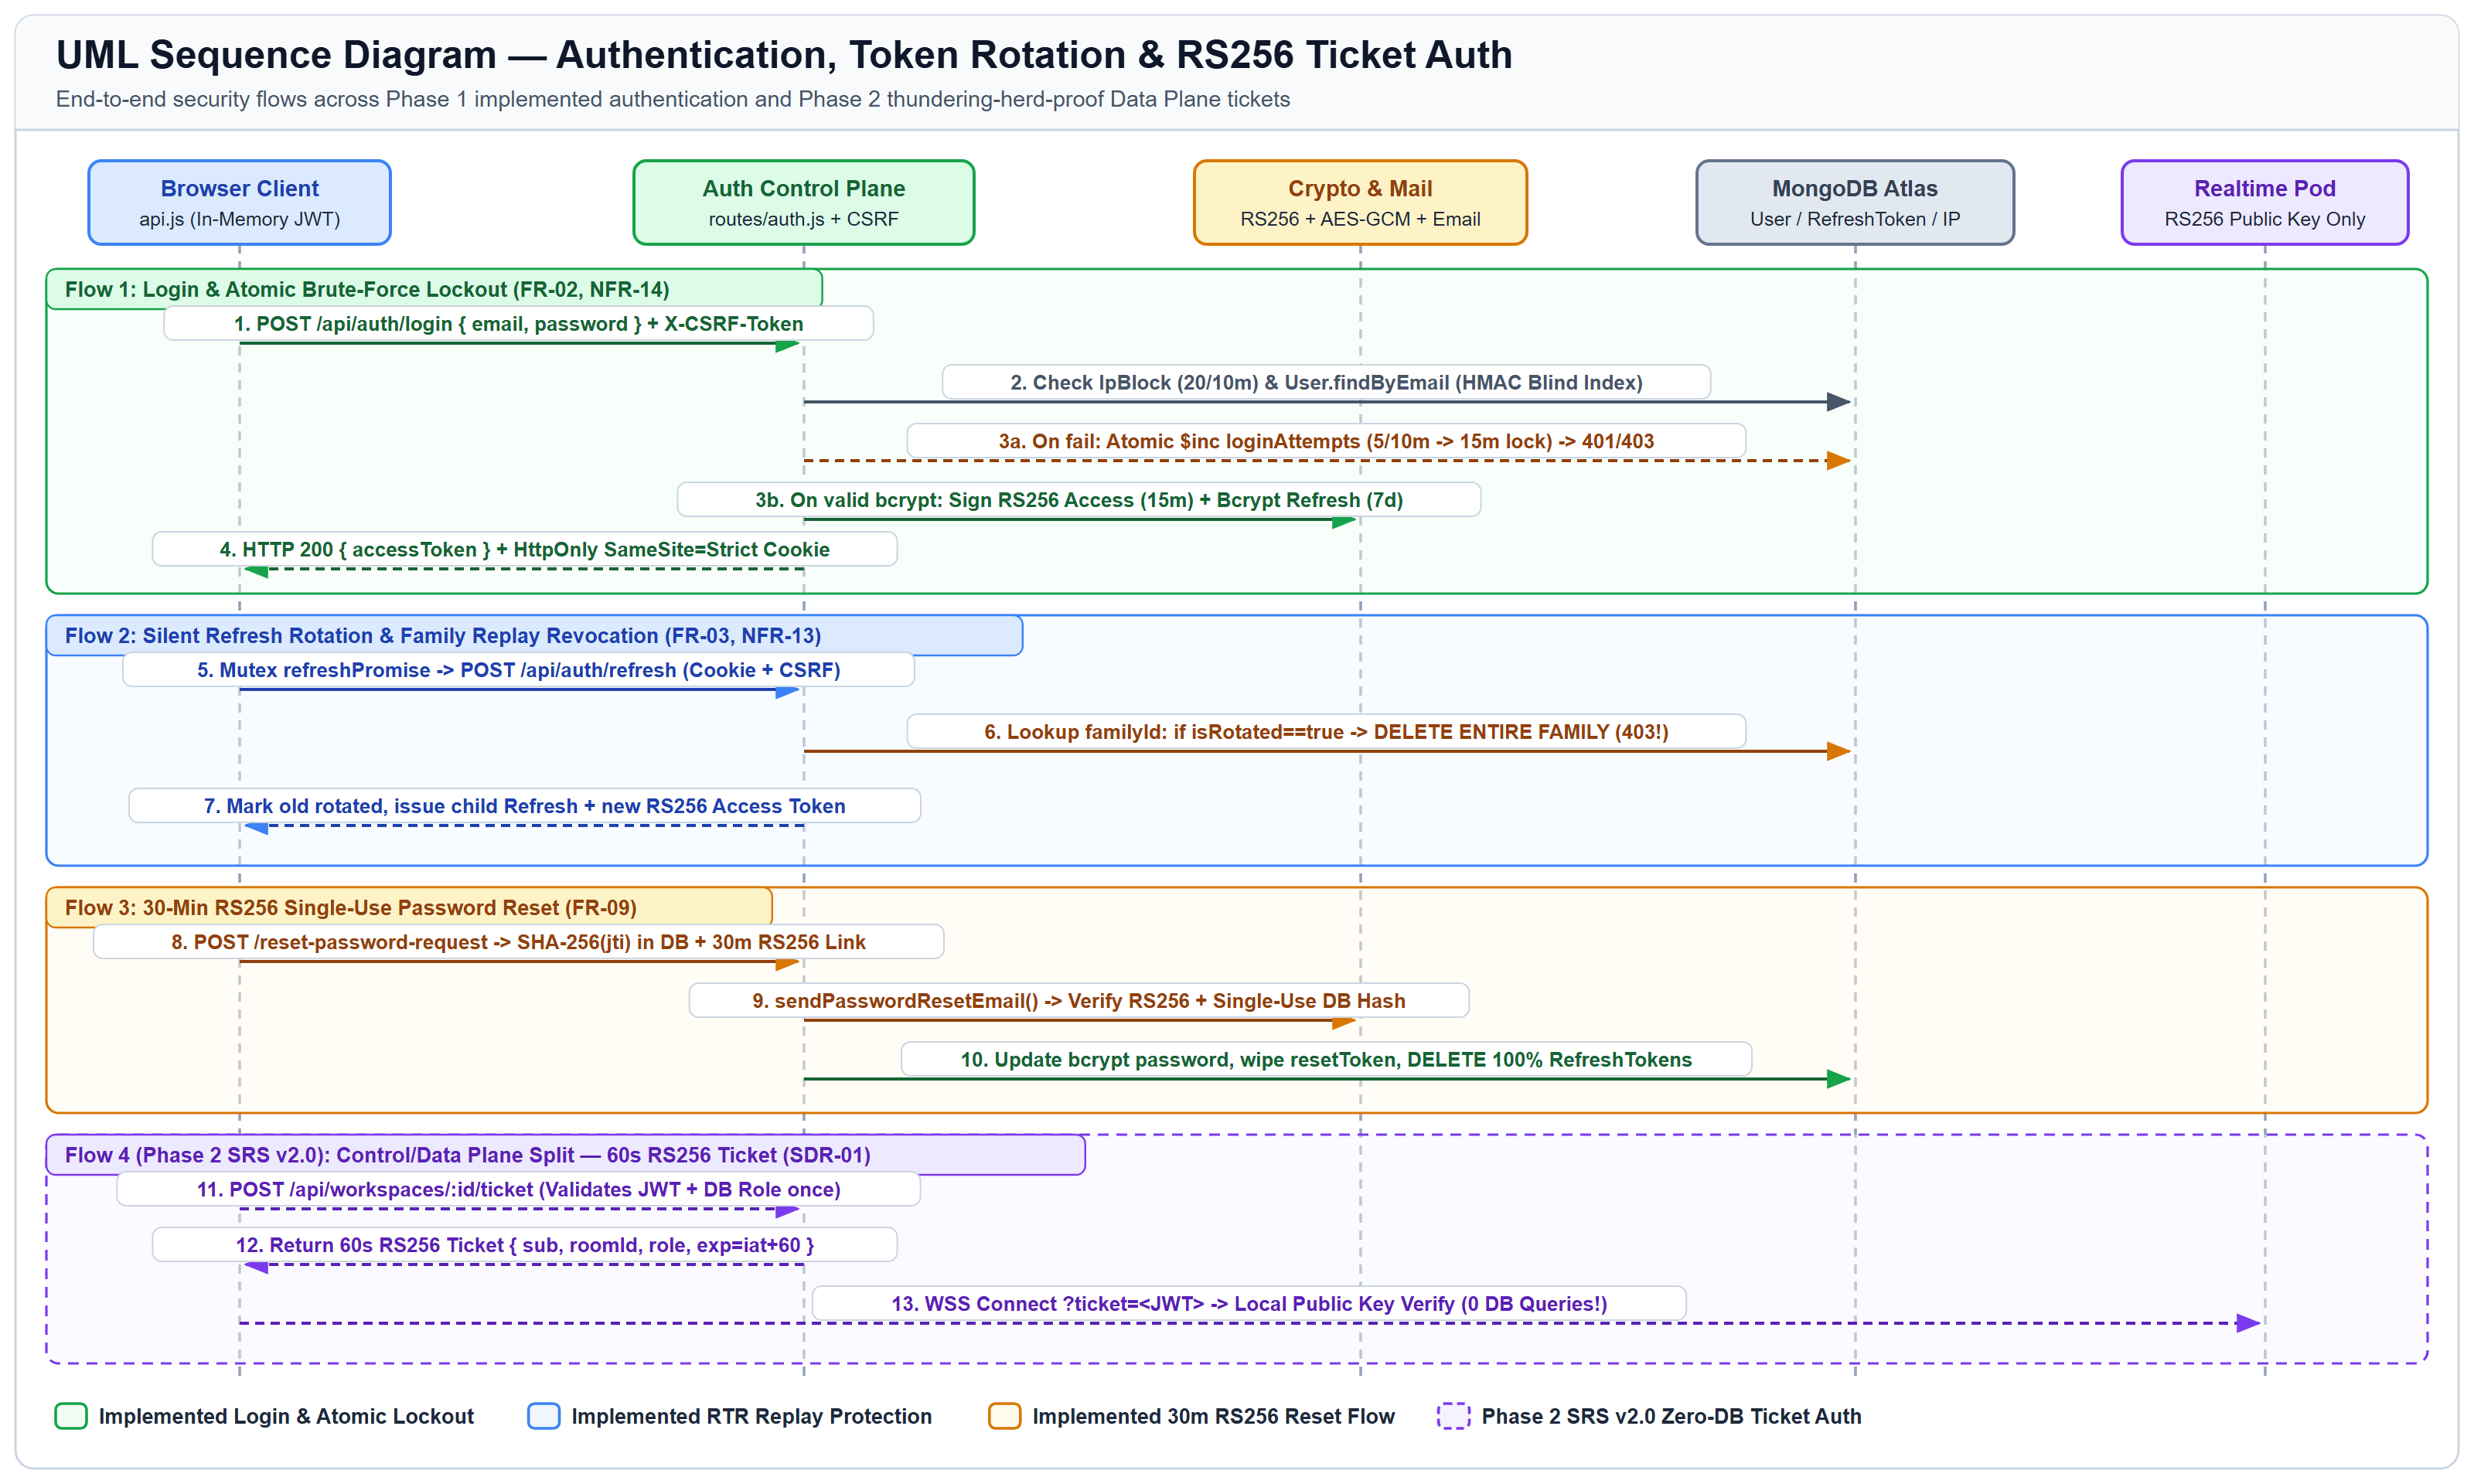 UML Sequence Diagram — Authentication, Token Rotation & RS256 Ticket Auth
End-to-end security flows across Phase 1 implemented authentication and Phase 2 thundering-herd-proof Data Plane tickets
Browser Client
api.js (In-Memory JWT)
Auth Control Plane
routes/auth.js + CSRF
Crypto & Mail
RS256 + AES-GCM + Email
MongoDB Atlas
User / RefreshToken / IP
Realtime Pod
RS256 Public Key Only
Flow 1: Login & Atomic Brute-Force Lockout (FR-02, NFR-14)
1. POST /api/auth/login { email, password } + X-CSRF-Token
2. Check IpBlock (20/10m) & User.findByEmail (HMAC Blind Index)
3a. On fail: Atomic $inc loginAttempts (5/10m -> 15m lock) -> 401/403
3b. On valid bcrypt: Sign RS256 Access (15m) + Bcrypt Refresh (7d)
4. HTTP 200 { accessToken } + HttpOnly SameSite=Strict Cookie
Flow 2: Silent Refresh Rotation & Family Replay Revocation (FR-03, NFR-13)
5. Mutex refreshPromise -> POST /api/auth/refresh (Cookie + CSRF)
6. Lookup familyId: if isRotated==true -> DELETE ENTIRE FAMILY (403!)
7. Mark old rotated, issue child Refresh + new RS256 Access Token
Flow 3: 30-Min RS256 Single-Use Password Reset (FR-09)
8. POST /reset-password-request -> SHA-256(jti) in DB + 30m RS256 Link
9. sendPasswordResetEmail() -> Verify RS256 + Single-Use DB Hash
10. Update bcrypt password, wipe resetToken, DELETE 100% RefreshTokens
Flow 4 (Phase 2 SRS v2.0): Control/Data Plane Split — 60s RS256 Ticket (SDR-01)
11. POST /api/workspaces/:id/ticket (Validates JWT + DB Role once)
12. Return 60s RS256 Ticket { sub, roomId, role, exp=iat+60 }
13. WSS Connect ?ticket=<JWT> -> Local Public Key Verify (0 DB Queries!)
Implemented Login & Atomic Lockout
Implemented RTR Replay Protection
Implemented 30m RS256 Reset Flow
Phase 2 SRS v2.0 Zero-DB Ticket Auth